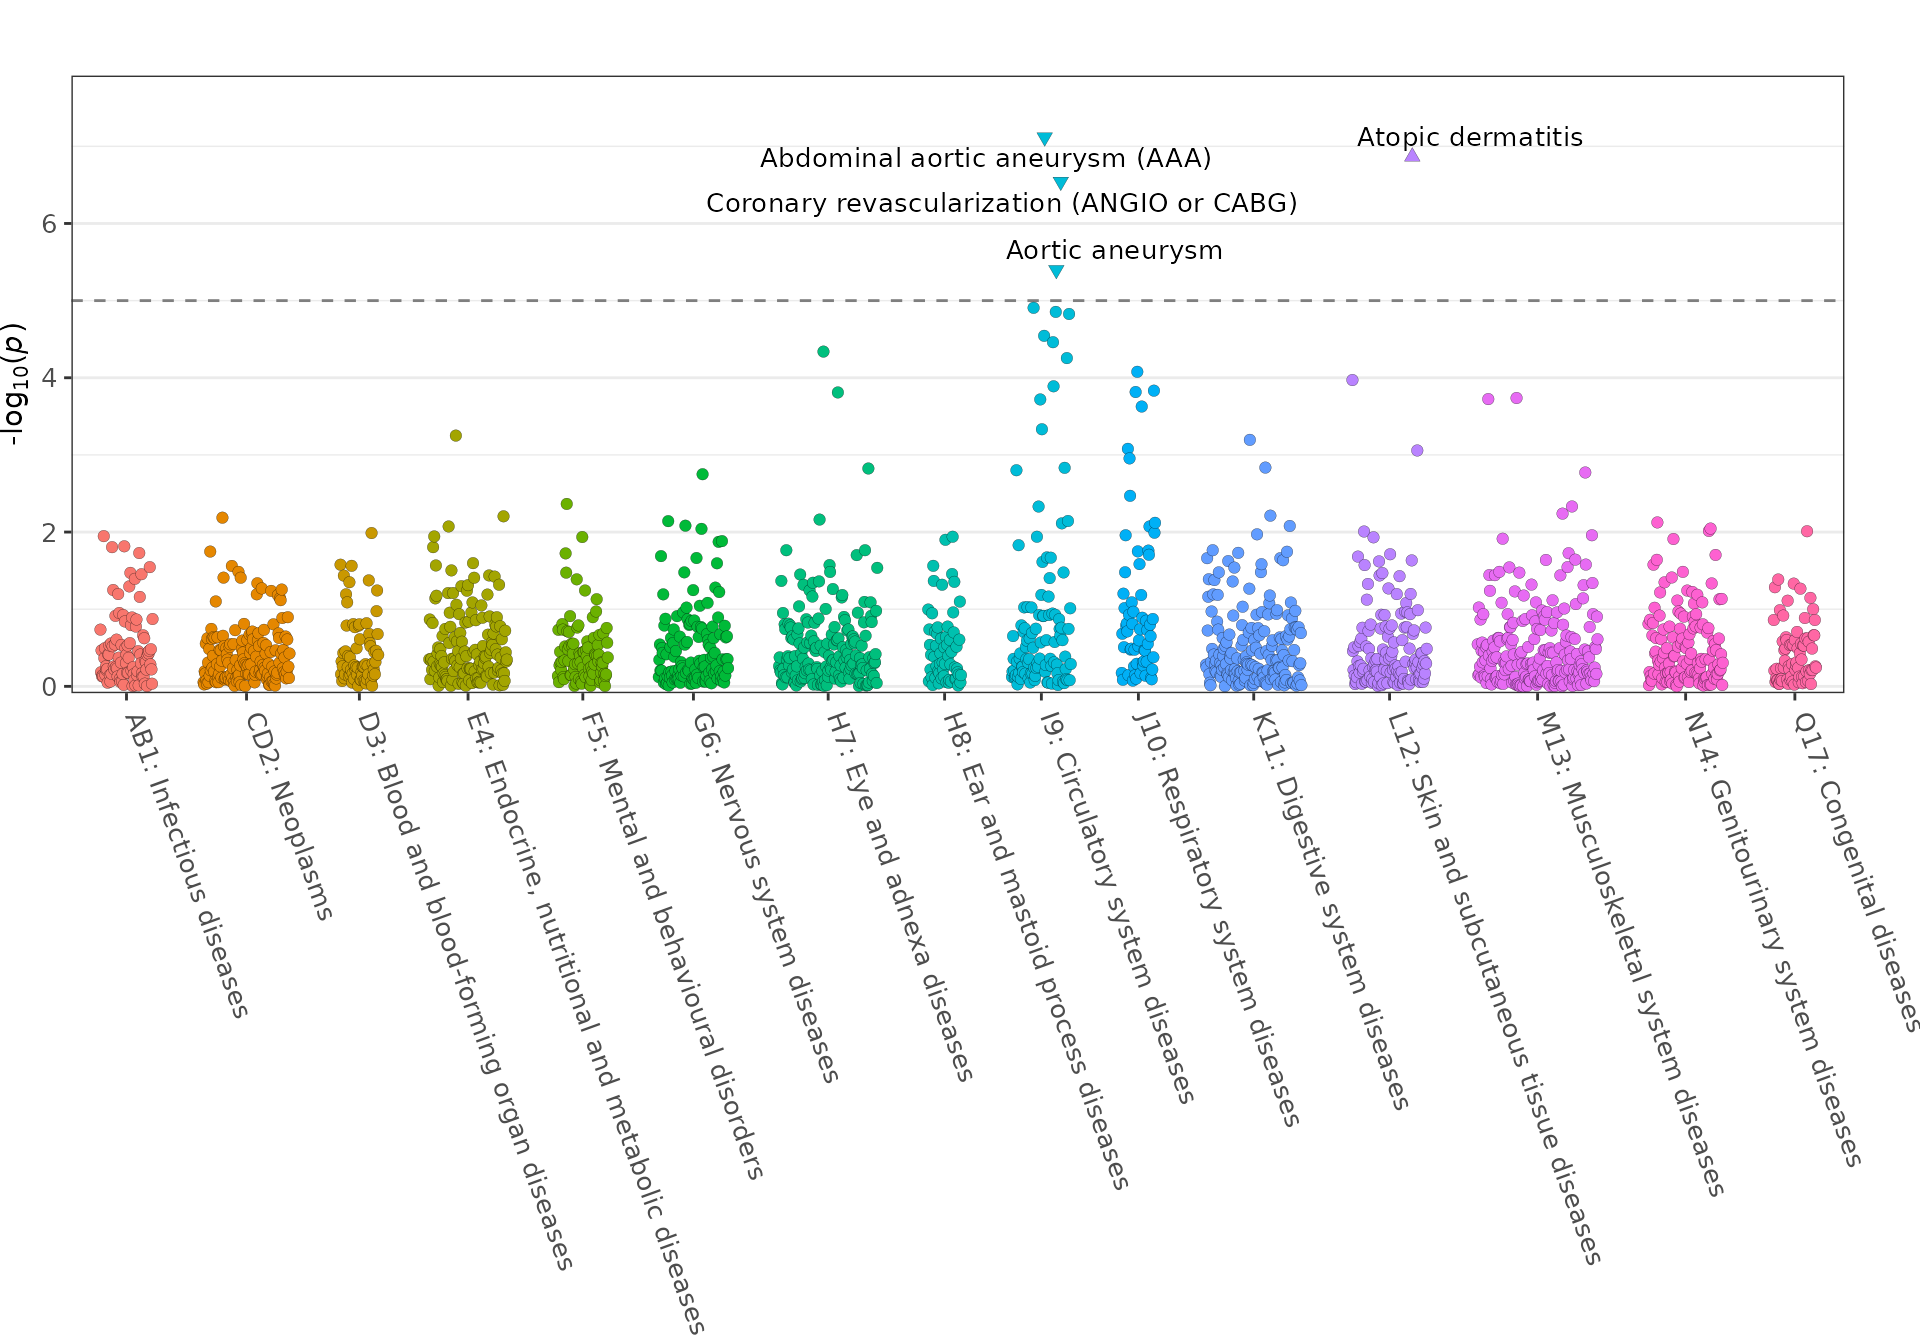 Atopic dermatitis
Abdominal aortic aneurysm (AAA)
Coronary revascularization (ANGIO or CABG)
Aortic aneurysm
-log10(p)
6
4
2
0
AB1: Infectious diseases
CD2: Neoplasms
D3: Blood and blood-forming organ diseases
E4: Endocrine, nutritional and metabolic diseases
F5: Mental and behavioural disorders
G6: Nervous system diseases
H7: Eye and adnexa diseases
H8: Ear and mastoid process diseases
I9: Circulatory system diseases
J10: Respiratory system diseases
K11: Digestive system diseases
L12: Skin and subcutaneous tissue diseases
M13: Musculoskeletal system diseases
N14: Genitourinary system diseases
Q17: Congenital diseases